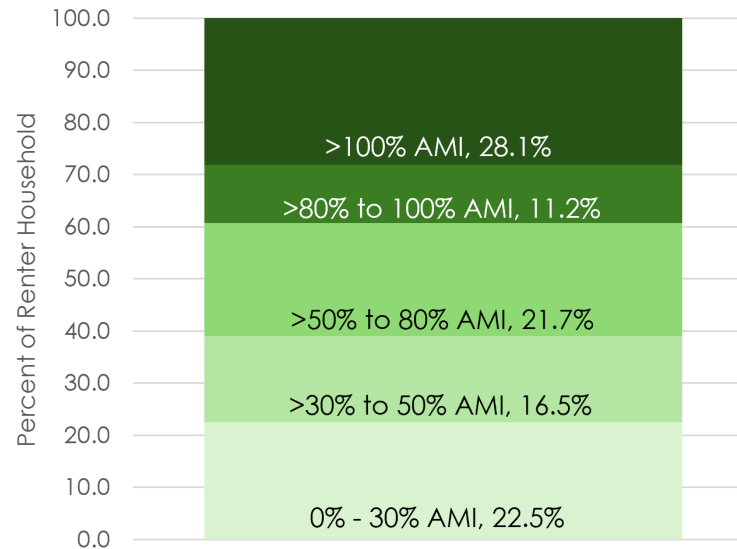 100.0
90.0
80.0
70.0
60.0
50.0
40.0
30.0
20.0
10.0
0.0
Percent of Renter Household
>100% AMI, 28.1%
>80% to 100% AMI, 11.2%
>50% to 80% AMI, 21.7%
>30% to 50% AMI, 16.5%
0% - 30% AMI, 22.5%